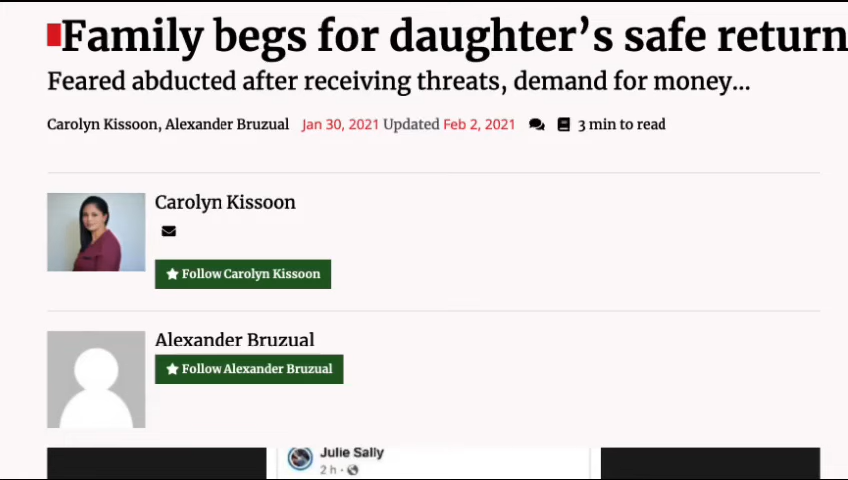 Family begs for daughter’s safe return
Feared abducted after receiving threats, demand for money...
Carolyn Kissoon, Alexander Bruzual Jan 30, 2021 Updated Feb 2, 2021 3 min to read
Carolyn Kissoon
Follow Carolyn Kissoon
Alexander Bruzual
Follow Alexander Bruzual
Julie Sally
2 h ·